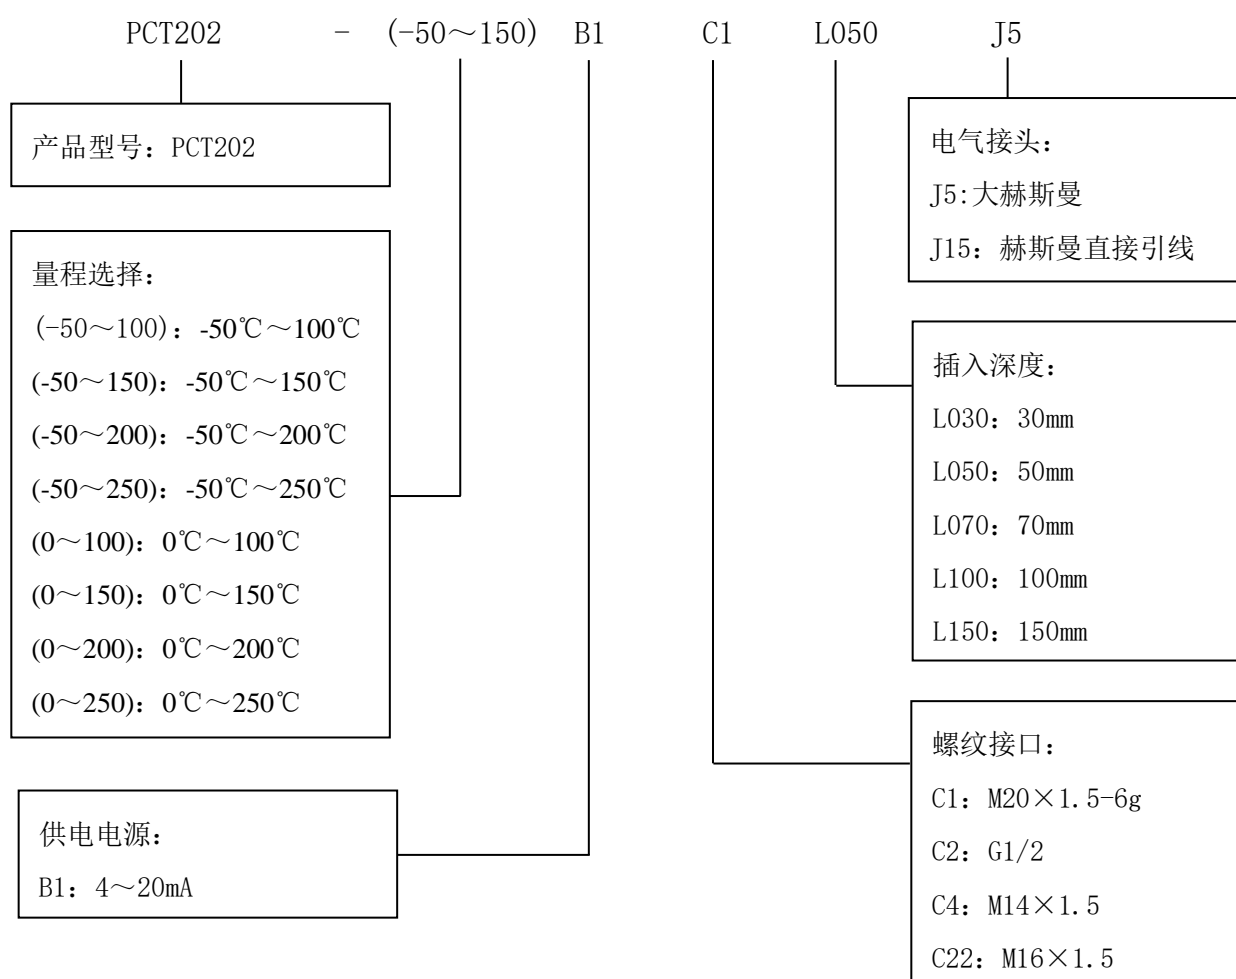 PCT202 - (-50～150) B1 C1 L050 J5
产品型号：PCT202
量程选择：
(-50～100)：-50℃～100℃
(-50～150)：-50℃～150℃
(-50～200)：-50℃～200℃
(-50～250)：-50℃～250℃
(0～100)：0℃～100℃
(0～150)：0℃～150℃
(0～200)：0℃～200℃
(0～250)：0℃～250℃
供电电源：
B1：4～20mA
电气接头：
J5:大赫斯曼
J15：赫斯曼直接引线
插入深度：
L030：30mm
L050：50mm
L070：70mm
L100：100mm
L150：150mm
螺纹接口：
C1：M20×1.5-6g
C2：G1/2
C4：M14×1.5
C22：M16×1.5